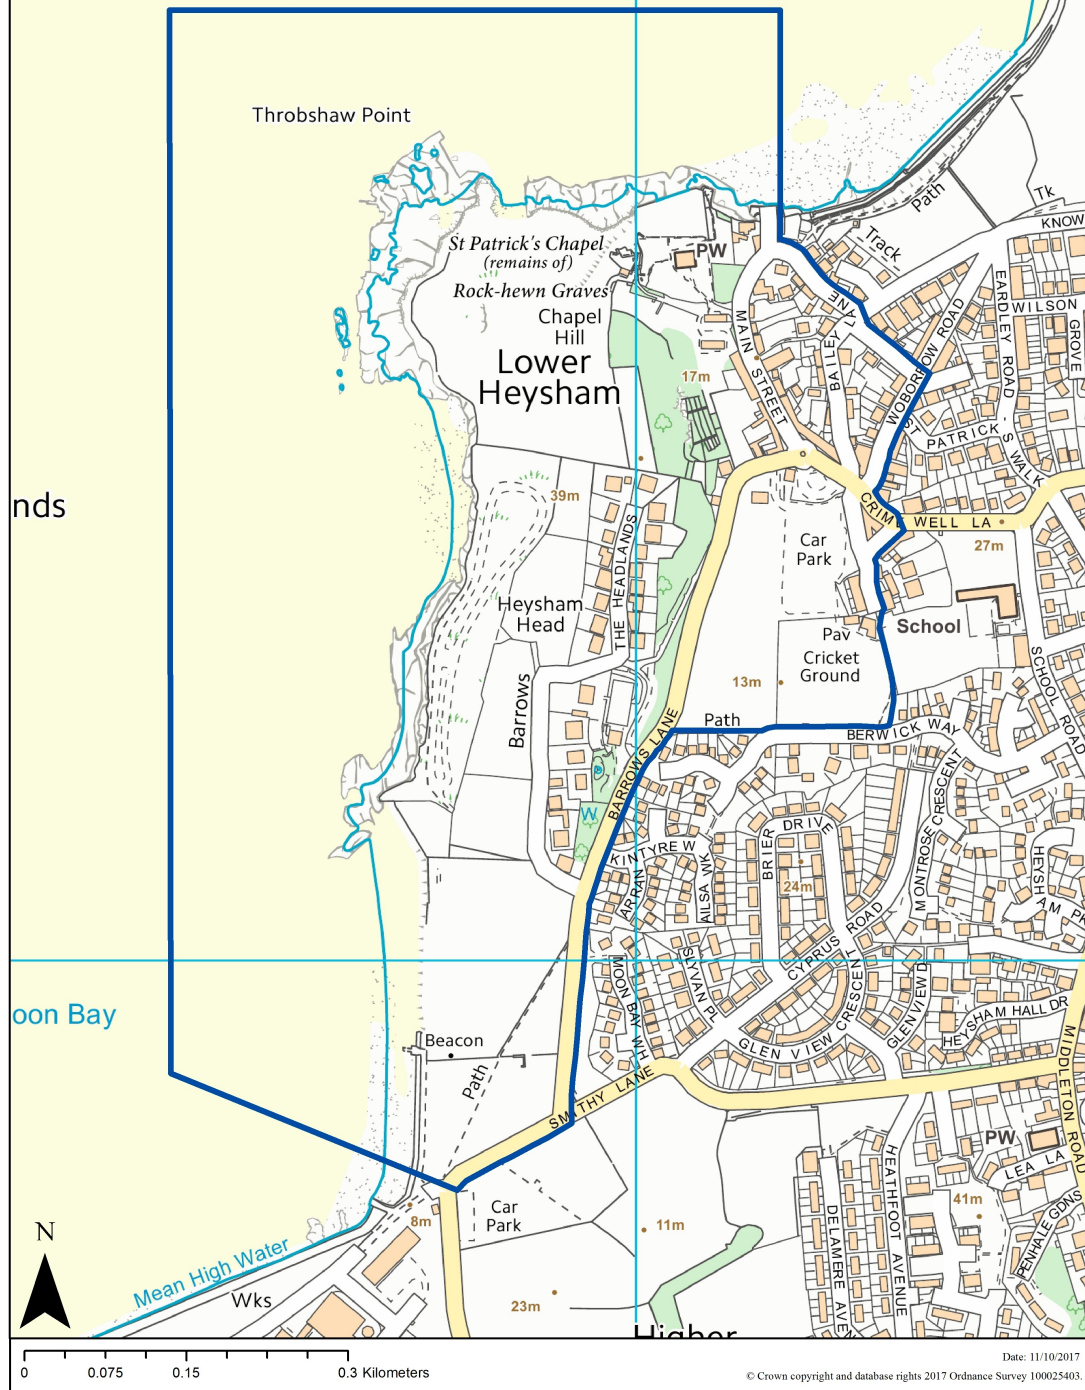 Throbshaw Point
Path
Tk
KNOW
Track
St Patrick's Chapel
(remains of)
PW
Rock-hewn Graves
Chapel
Hill
Lower
Heysham
MAIN STREET
BAILEY LANE
WOBORROW ROAD
EARDLEY ROAD
WILSON
GROVE
17m
ST PATRICK'S WALK
nds
39m
CRIMEWELL LA
27m
Car
Park
THE HEADLANDS
Heysham
Head
School
Pav
Cricket
Ground
13m
SCHOOL ROAD
Barrows
Path
BERWICK WAY
BARROWS LANE
W
KINTYRE W
ARRAN
AILSA WK
BRIER DRIVE
24m
MONTROSE CRESCENT
HEYSHAM PK
CYPRUS ROAD
SLYVAN PL
MOON BAY WH
GLEN VIEW CRESCENT
GLENVIEW D
HEYSHAM HALL DR
oon Bay
Beacon
Path
SMITHY LANE
MIDDLETON ROAD
PW
LEA LA
HEATHFOOT AVENUE
41m
PENHALE GDNS
DELAMERE AVEN
Car
Park
8m
11m
N
Mean High Water
Wks
23m
Higher
0 0.075 0.15 0.3 Kilometers
Date: 11/10/2017
© Crown copyright and database rights 2017 Ordnance Survey 100025403.